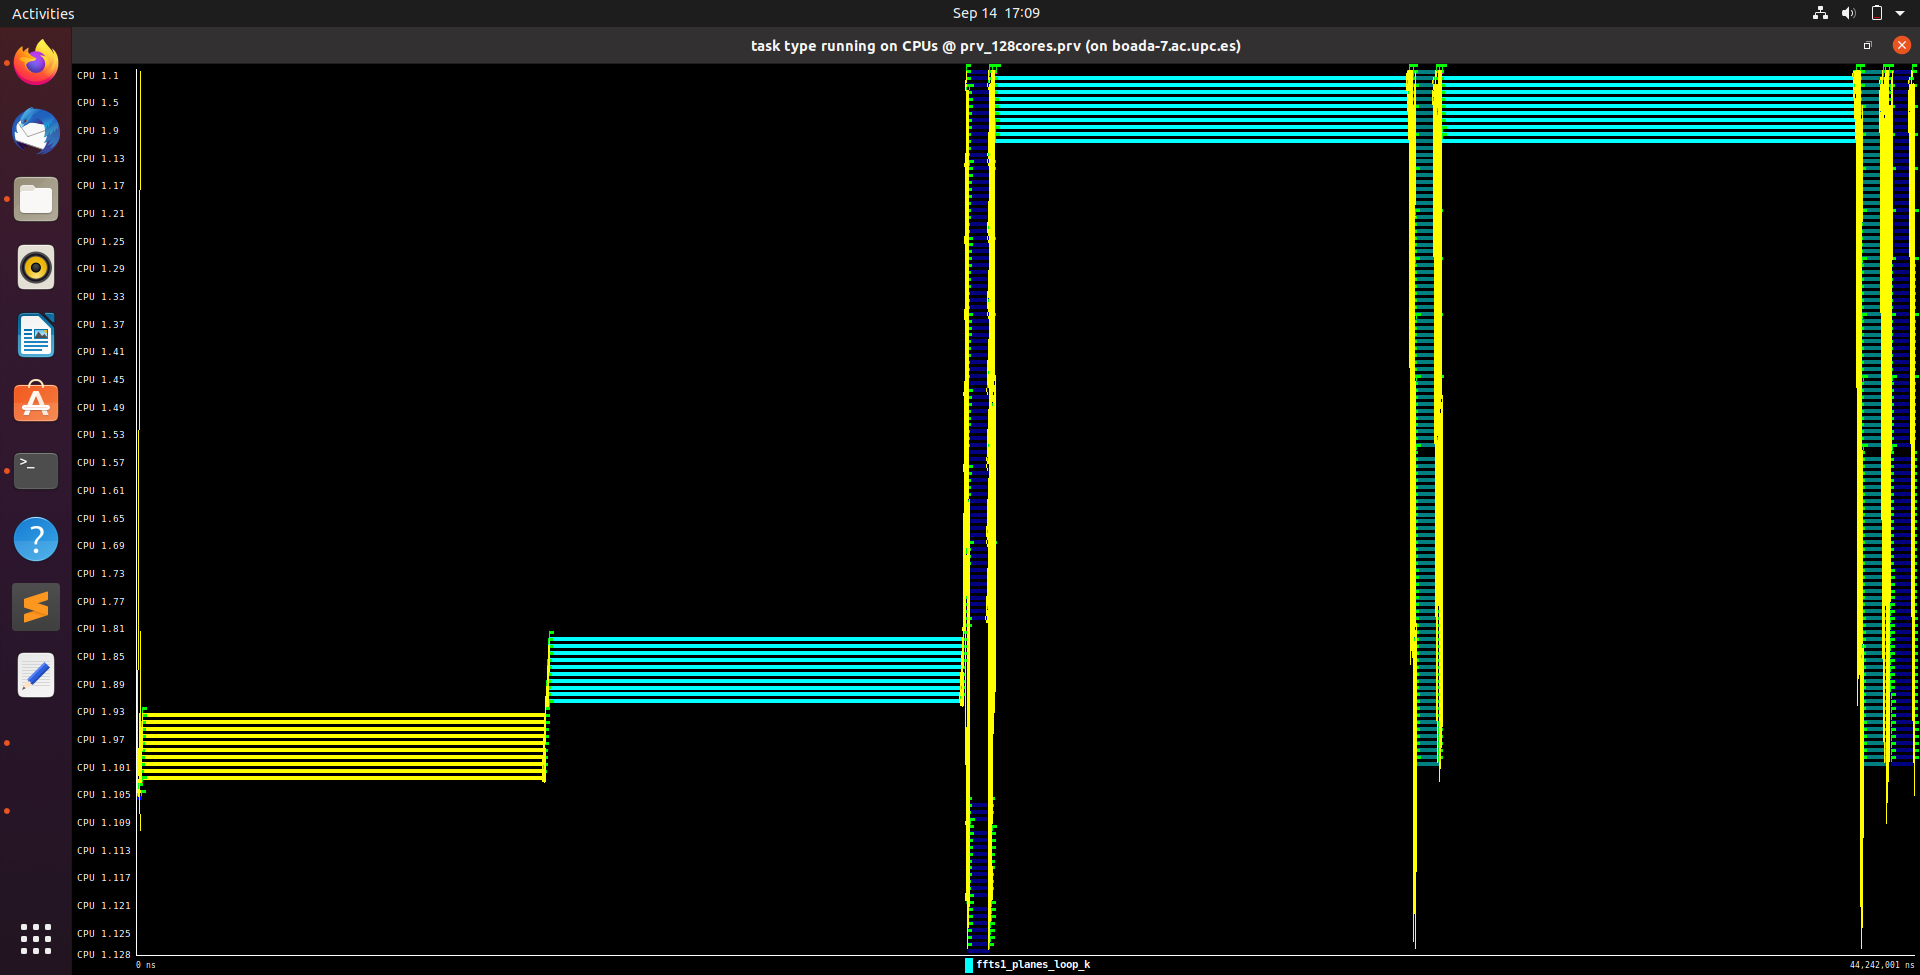 Activities
Sep 14 17:09
task type running on CPUs @ prv_128cores.prv (on boada-7.ac.upc.es)
CPU 1.1
CPU 1.5
CPU 1.9
CPU 1.13
CPU 1.17
CPU 1.21
CPU 1.25
CPU 1.29
CPU 1.33
CPU 1.37
CPU 1.41
CPU 1.45
CPU 1.49
CPU 1.53
CPU 1.57
CPU 1.61
CPU 1.65
CPU 1.69
CPU 1.73
CPU 1.77
CPU 1.81
CPU 1.85
CPU 1.89
CPU 1.93
CPU 1.97
CPU 1.101
CPU 1.105
CPU 1.109
CPU 1.113
CPU 1.117
CPU 1.121
CPU 1.125
CPU 1.128
0 ns
ffts1_planes_loop_k
44,242,001 ns